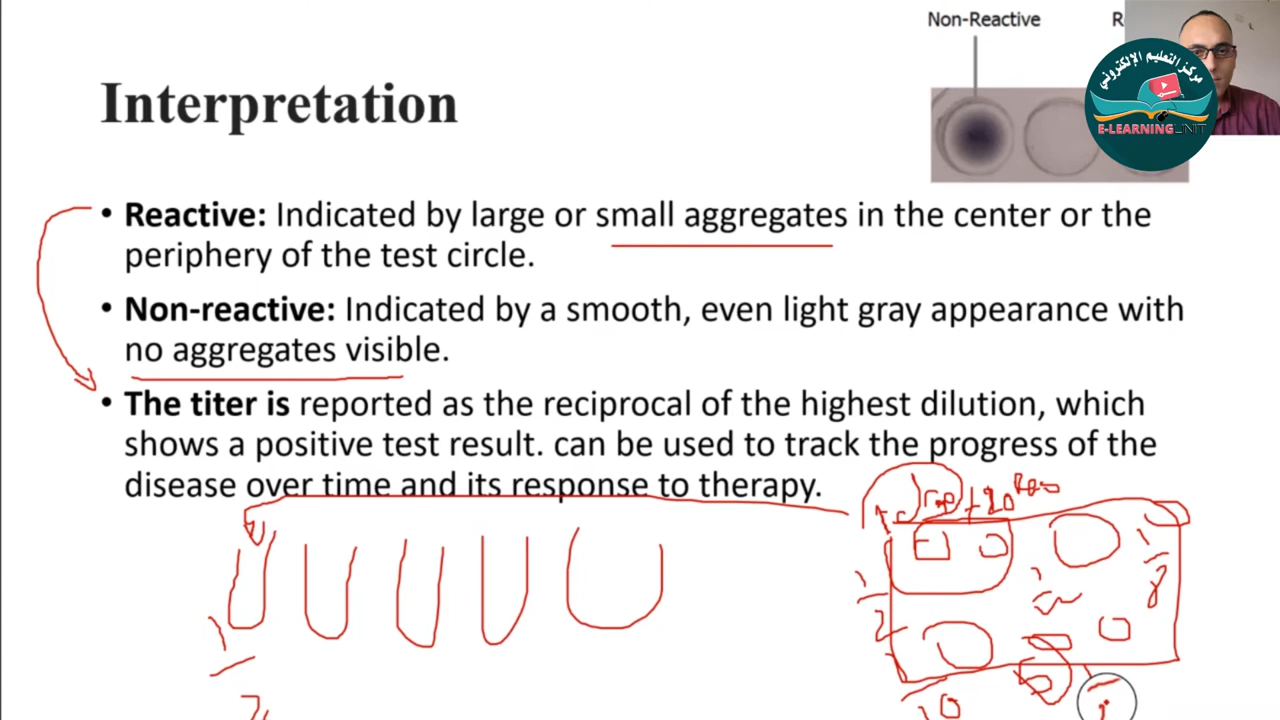 Non-Reactive
R
مركز التعليم الإلكتروني
E-LEARNING UNIT
Interpretation
• Reactive: Indicated by large or small aggregates in the center or the
periphery of the test circle.
• Non-reactive: Indicated by a smooth, even light gray appearance with
no aggregates visible.
• The titer is reported as the reciprocal of the highest dilution, which
shows a positive test result. can be used to track the progress of the
disease over time and its response to therapy.